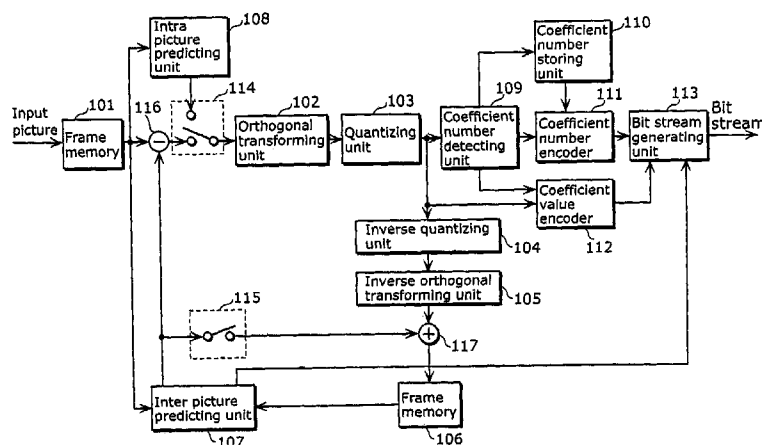 108
Intra
picture
predicting
unit
114
Input
picture
101
Frame
memory
116
102
Orthogonal
transforming
unit
103
Quantizing
unit
109
Coefficient
number
detecting
unit
110
Coefficient
number
storing
unit
111
Coefficient
number
encoder
113
Bit stream
generating
unit
Bit
stream
Coefficient
value
encoder
112
Inverse quantizing
unit
104
Inverse orthogonal
transforming unit
105
115
117
Inter picture
predicting unit
107
Frame
memory
106